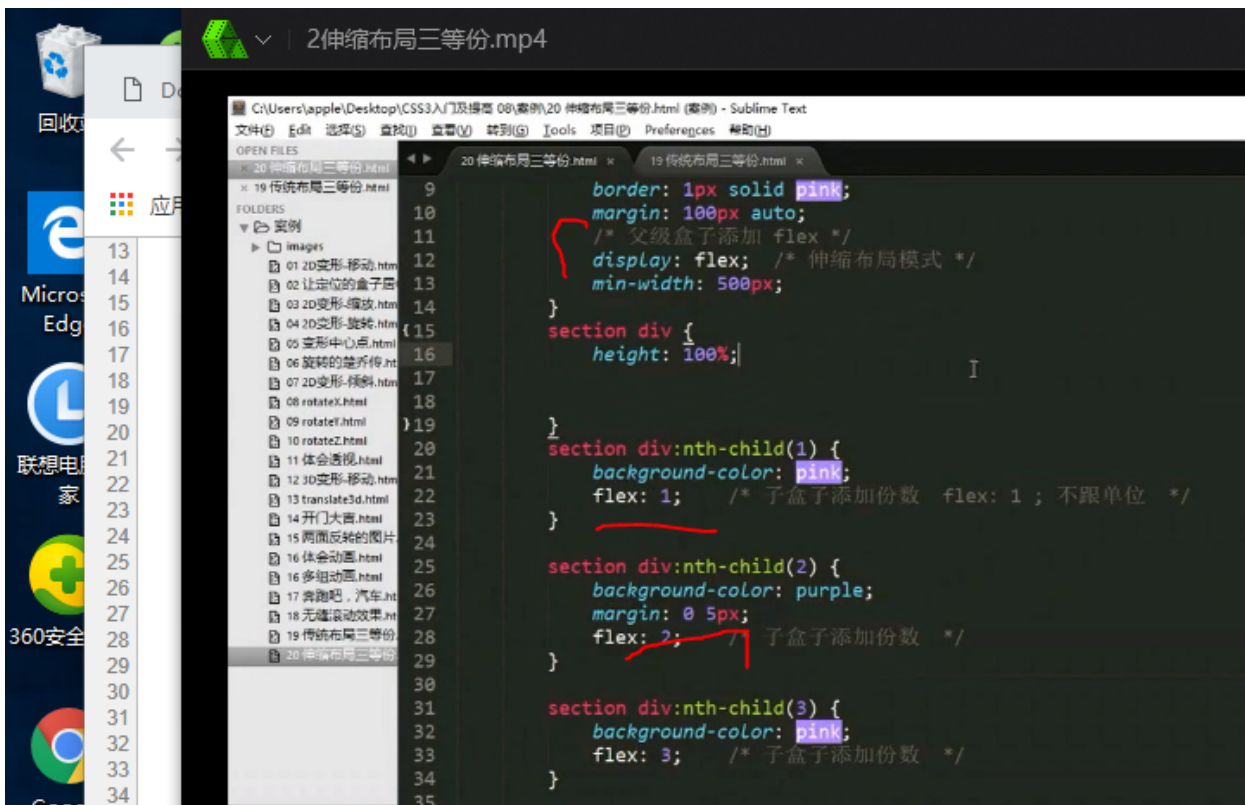 2伸缩布局三等份.mp4
回收
应用
Micros
Edg
联想电
家
360安全
13
14
15
16
17
18
19
20
21
22
23
24
25
26
27
28
29
30
31
32
33
34
C:\Users\apple\Desktop\CSS3入门及提高 08\案例\20 伸缩布局三等份.html (案例) - Sublime Text
文件(F) Edit 选择(S) 查找(I) 查看(V) 转到(G) Tools 项目(P) Preferences 帮助(H)
OPEN FILES
× 20 伸缩布局三等份.html
× 19 传统布局三等份.html
FOLDERS
案例
images
01 2D变形-移动.htm
02 让定位的盒子居
03 2D变形-缩放.htm
04 2D变形-旋转.htm
05 变形中心点.html
06 旋转的楚乔传.ht
07 2D变形-倾斜.htm
08 rotateX.html
09 rotateY.html
10 rotateZ.html
11 体会透视.html
12 3D变形-移动.htm
13 translate3d.html
14 开门大吉.html
15 两面反转的图片.
16 体会动画.html
16 多组动画.html
17 奔跑吧，汽车.ht
18 无缝滚动效果.ht
19 传统布局三等份.
20 伸缩布局三等份
20 伸缩布局三等份.html × 19 传统布局三等份.html ×
9 border: 1px solid pink;
10 margin: 100px auto;
11 /* 父级盒子添加 flex */
12 display: flex; /* 伸缩布局模式 */
13 min-width: 500px;
14 }
15 section div {
16 height: 100%;
17
18
19 }
20 section div:nth-child(1) {
21 background-color: pink;
22 flex: 1; /* 子盒子添加份数 flex: 1 ; 不跟单位 */
23 }
24
25 section div:nth-child(2) {
26 background-color: purple;
27 margin: 0 5px;
28 flex: 2; /* 子盒子添加份数 */
29 }
30
31 section div:nth-child(3) {
32 background-color: pink;
33 flex: 3; /* 子盒子添加份数 */
34 }
35